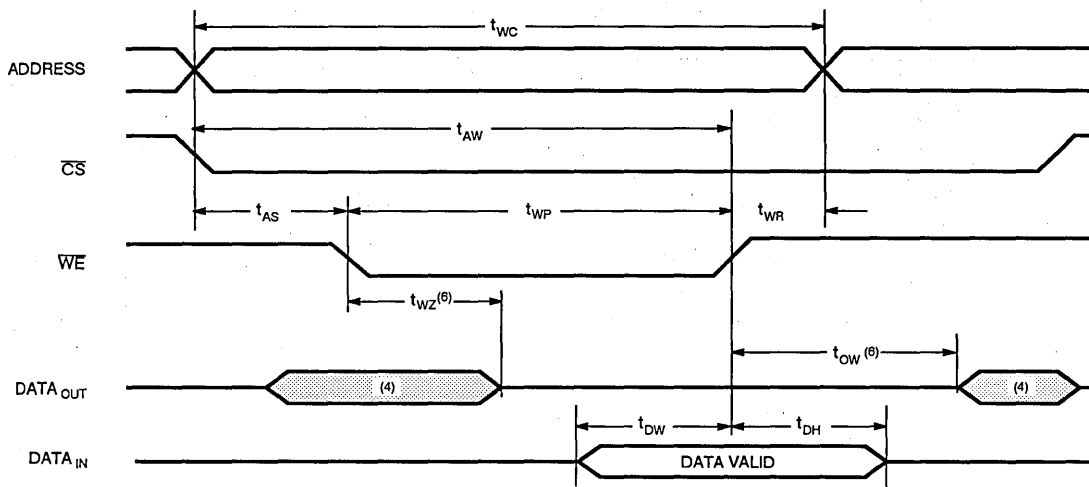 tWC
ADDRESS
tAW
CS
tAS
tWP
tWR
WE
tWZ(6)
tOW (6)
DATA OUT
(4)
(4)
tDW
tDH
DATA IN
DATA VALID